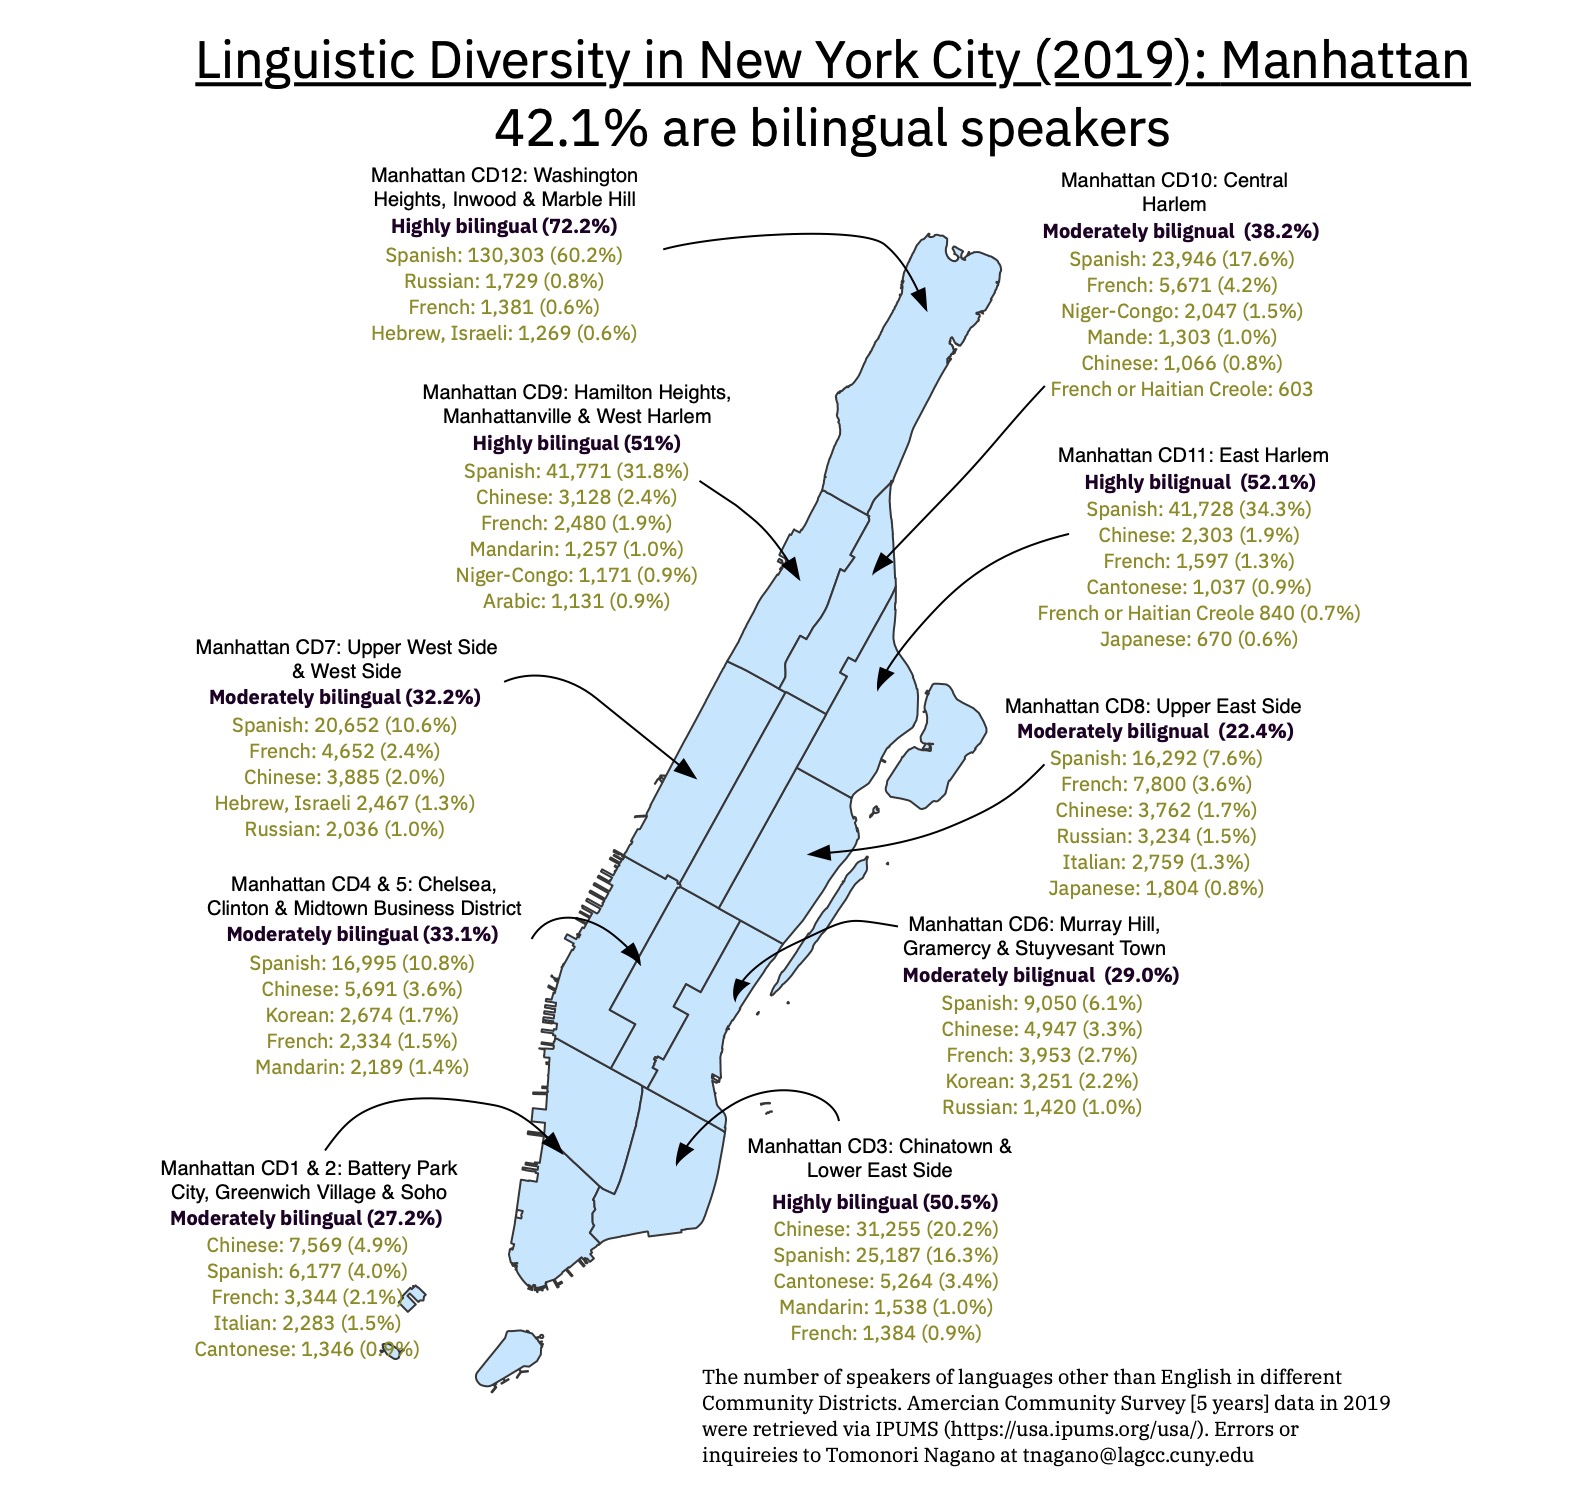 Linguistic Diversity in New York City (2019): Manhattan
42.1% are bilingual speakers
Manhattan CD12: Washington
Heights, Inwood & Marble Hill
Highly bilingual (72.2%)
Spanish: 130,303 (60.2%)
Russian: 1,729 (0.8%)
French: 1,381 (0.6%)
Hebrew, Israeli: 1,269 (0.6%)
Manhattan CD10: Central
Harlem
Moderately bilignual (38.2%)
Spanish: 23,946 (17.6%)
French: 5,671 (4.2%)
Niger-Congo: 2,047 (1.5%)
Mande: 1,303 (1.0%)
Chinese: 1,066 (0.8%)
French or Haitian Creole: 603
Manhattan CD9: Hamilton Heights,
Manhattanville & West Harlem
Highly bilingual (51%)
Spanish: 41,771 (31.8%)
Chinese: 3,128 (2.4%)
French: 2,480 (1.9%)
Mandarin: 1,257 (1.0%)
Niger-Congo: 1,171 (0.9%)
Arabic: 1,131 (0.9%)
Manhattan CD11: East Harlem
Highly bilignual (52.1%)
Spanish: 41,728 (34.3%)
Chinese: 2,303 (1.9%)
French: 1,597 (1.3%)
Cantonese: 1,037 (0.9%)
French or Haitian Creole 840 (0.7%)
Japanese: 670 (0.6%)
Manhattan CD7: Upper West Side
& West Side
Moderately bilingual (32.2%)
Spanish: 20,652 (10.6%)
French: 4,652 (2.4%)
Chinese: 3,885 (2.0%)
Hebrew, Israeli 2,467 (1.3%)
Russian: 2,036 (1.0%)
Manhattan CD8: Upper East Side
Moderately bilignual (22.4%)
Spanish: 16,292 (7.6%)
French: 7,800 (3.6%)
Chinese: 3,762 (1.7%)
Russian: 3,234 (1.5%)
Italian: 2,759 (1.3%)
Japanese: 1,804 (0.8%)
Manhattan CD4 & 5: Chelsea,
Clinton & Midtown Business District
Moderately bilingual (33.1%)
Spanish: 16,995 (10.8%)
Chinese: 5,691 (3.6%)
Korean: 2,674 (1.7%)
French: 2,334 (1.5%)
Mandarin: 2,189 (1.4%)
Manhattan CD6: Murray Hill,
Gramercy & Stuyvesant Town
Moderately bilignual (29.0%)
Spanish: 9,050 (6.1%)
Chinese: 4,947 (3.3%)
French: 3,953 (2.7%)
Korean: 3,251 (2.2%)
Russian: 1,420 (1.0%)
Manhattan CD1 & 2: Battery Park
City, Greenwich Village & Soho
Moderately bilingual (27.2%)
Chinese: 7,569 (4.9%)
Spanish: 6,177 (4.0%)
French: 3,344 (2.1%)
Italian: 2,283 (1.5%)
Cantonese: 1,346 (0.9%)
Manhattan CD3: Chinatown &
Lower East Side
Highly bilingual (50.5%)
Chinese: 31,255 (20.2%)
Spanish: 25,187 (16.3%)
Cantonese: 5,264 (3.4%)
Mandarin: 1,538 (1.0%)
French: 1,384 (0.9%)
The number of speakers of languages other than English in different
Community Districts. Amercian Community Survey [5 years] data in 2019
were retrieved via IPUMS (https://usa.ipums.org/usa/). Errors or
inquireies to Tomonori Nagano at tnagano@lagcc.cuny.edu